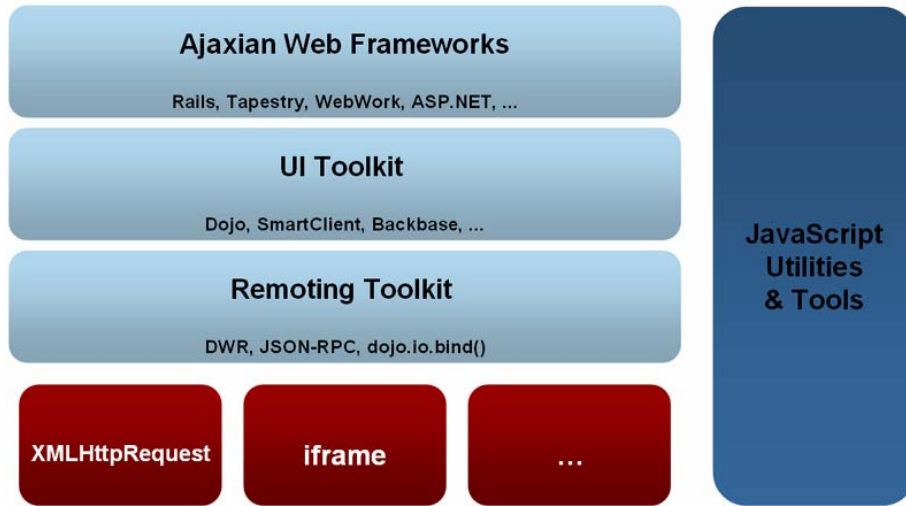 Ajaxian Web Frameworks
Rails, Tapestry, WebWork, ASP.NET, ...
UI Toolkit
Dojo, SmartClient, Backbase, ...
Remoting Toolkit
DWR, JSON-RPC, dojo.io.bind()
XMLHttpRequest
iframe
...
JavaScript
Utilities
& Tools